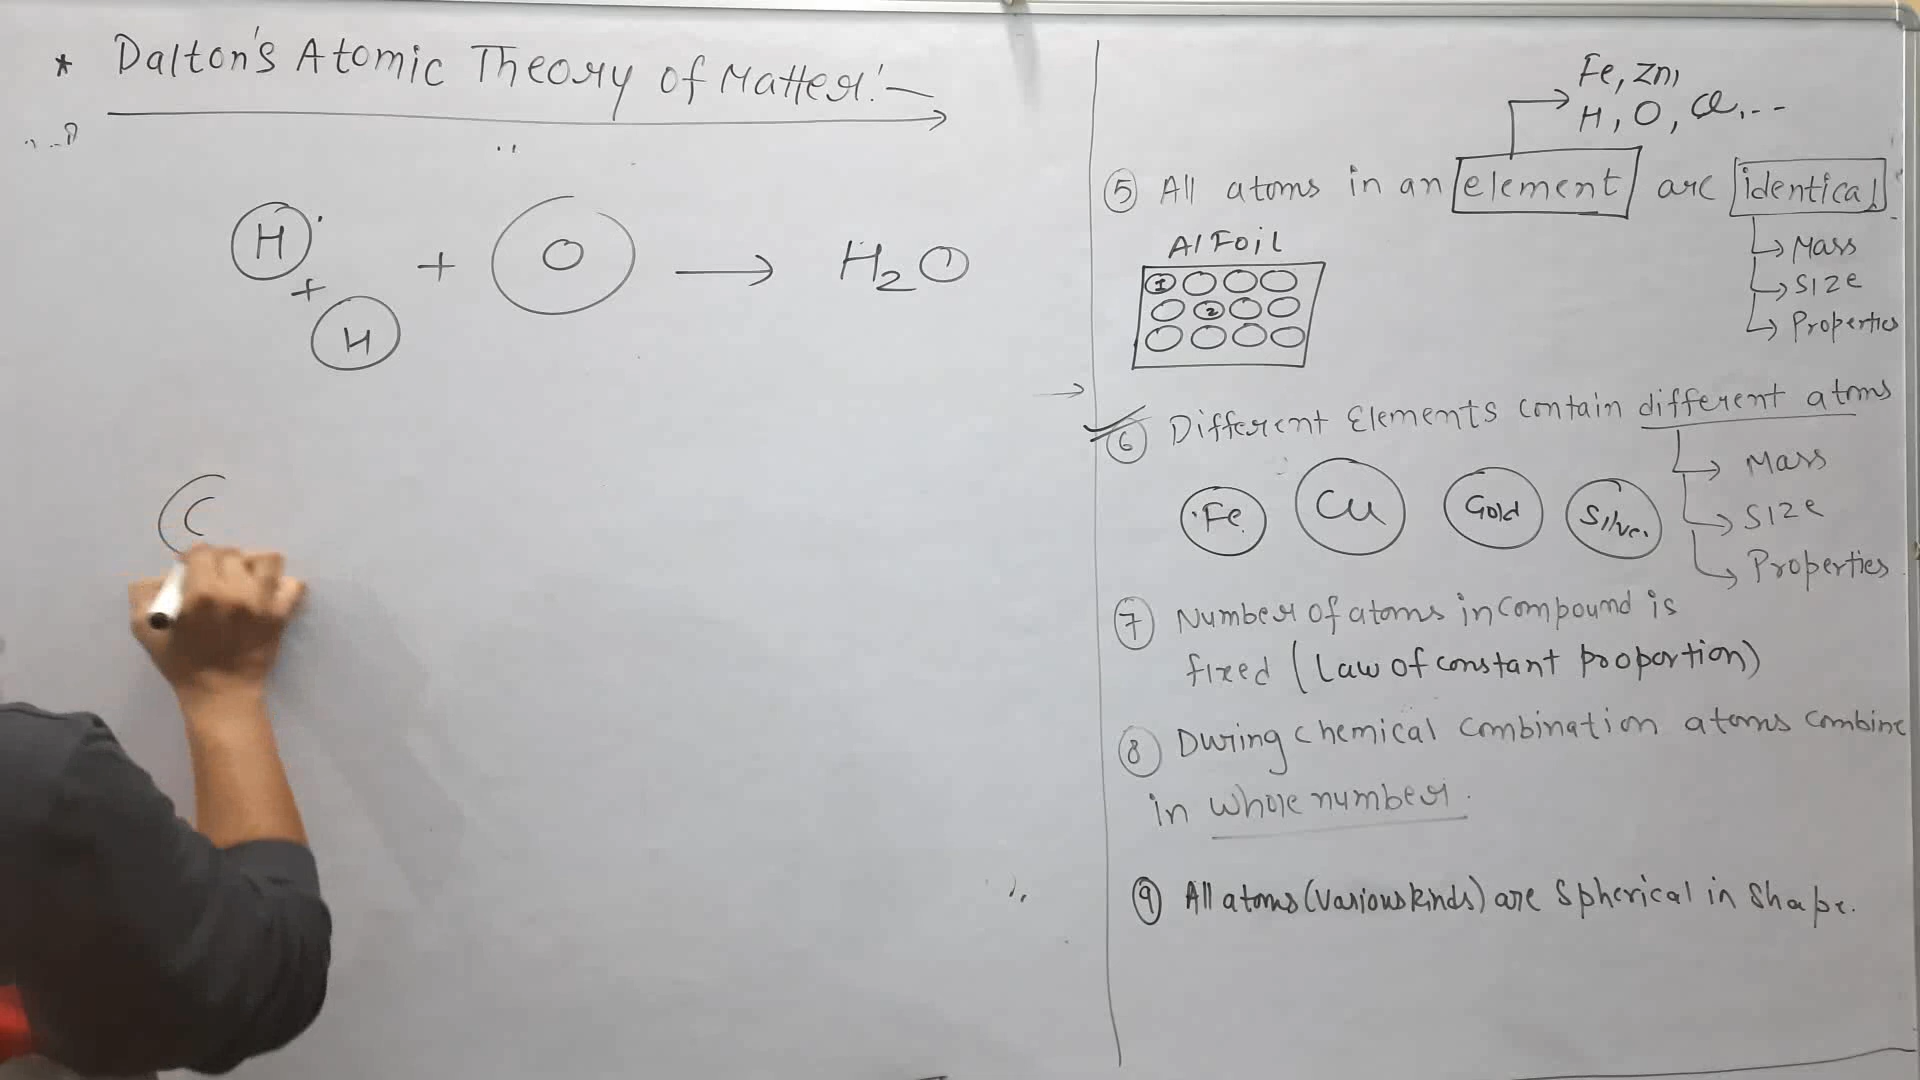 * Dalton's Atomic Theory of Matter:-
H + H + O → H₂O
C
Fe, Zn,
H, O, Cl, --
⑤ All atoms in an element are identical
→ Mass
→ Size
→ Properties
Al Foil
1
2
⑥ Different Elements contain different atoms
→ Mass
→ Size
→ Properties
Fe Cu Gold Silver
⑦ Number of atoms in compound is
fixed (Law of constant proportion)
⑧ During chemical combination atoms combine
in whole number.
⑨ All atoms (various kinds) are spherical in shape.